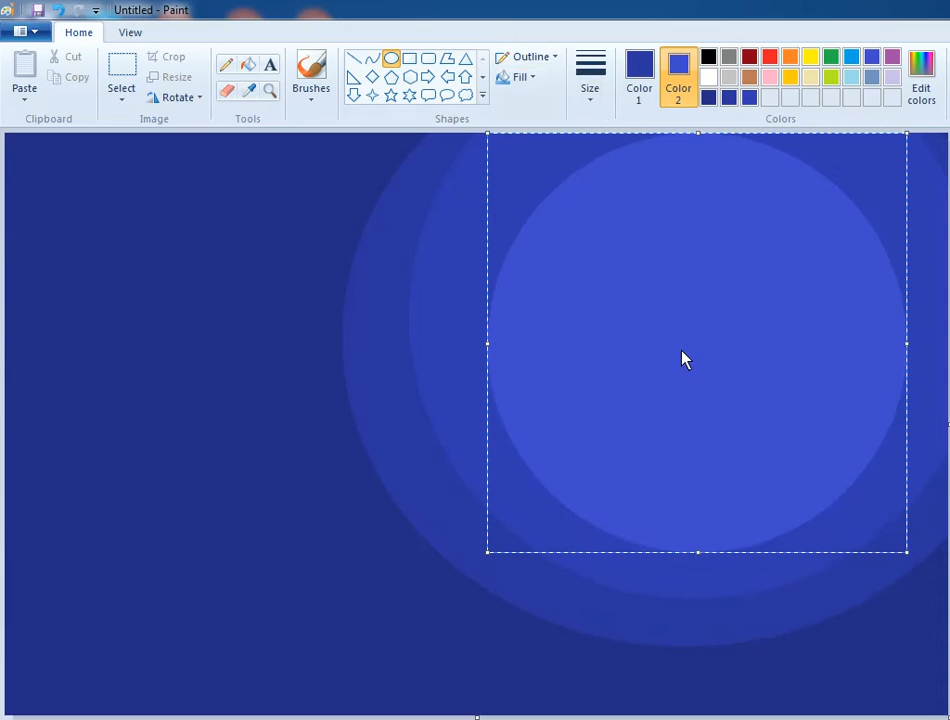 Untitled - Paint
Home View
Paste
Cut
Copy
Clipboard
Select
Crop
Resize
Rotate
Image
A
Tools
Brushes
Outline
Fill
Shapes
Size
Color 1
Color 2
Edit colors
Colors